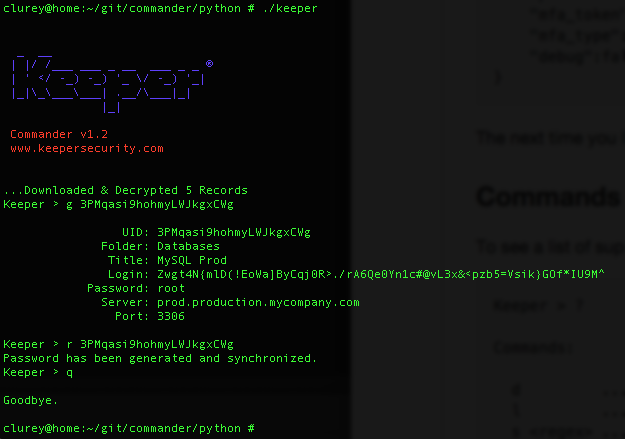 clurey@home:~/git/commander/python # ./keeper
Keeper ®
Commander v1.2
www.keepersecurity.com
...Downloaded & Decrypted 5 Records
Keeper > g 3PMqasi9hohmyLWJkgxCWg
UID: 3PMqasi9hohmyLWJkgxCWg
Folder: Databases
Title: MySQL Prod
Login: Zwgt4N{mlD(!EoWa]ByCqj0R>./rA6Qe0Yn1c#@vL3x&<pzb5=Vsik}GOf*IU9M^
Password: root
Server: prod.production.mycompany.com
Port: 3306
Keeper > r 3PMqasi9hohmyLWJkgxCWg
Password has been generated and synchronized.
Keeper > q
Goodbye.
clurey@home:~/git/commander/python #
"mfa_token
"mfa_type"
"debug":fal
}
The next time you
Commands
To see a list of sup
Keeper > ?
Commands:
d ...
l ...